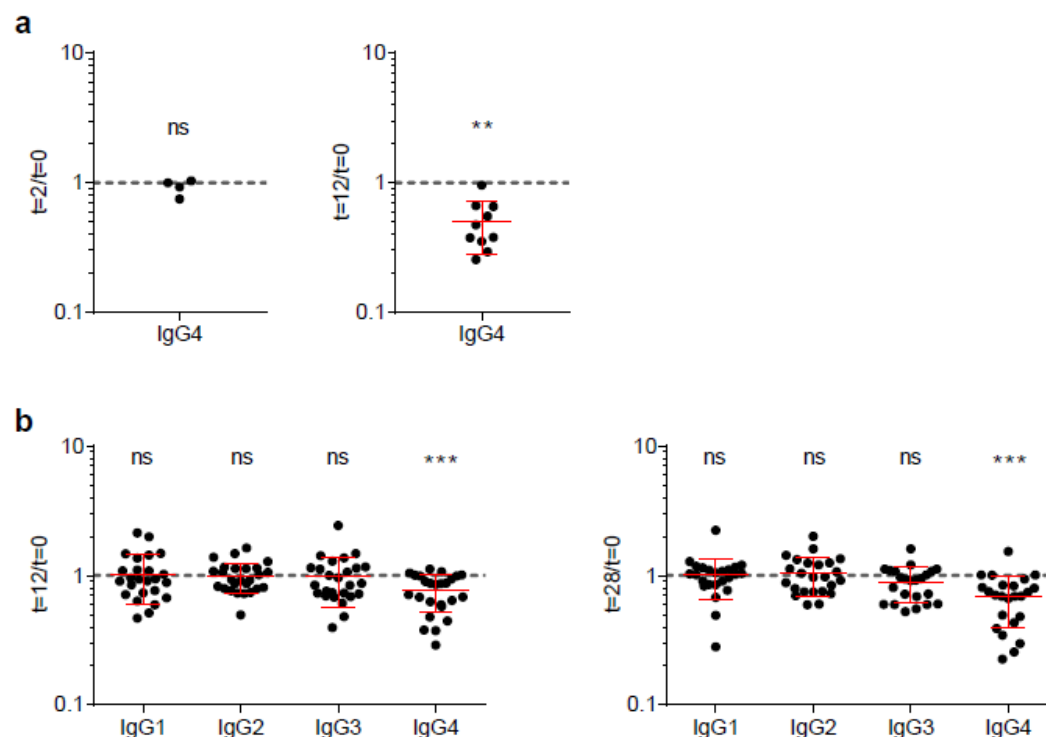 a
10
1
0.1
t=2/t=0
ns
IgG4
10
1
0.1
t=12/t=0
**
IgG4
b
10
1
0.1
t=12/t=0
ns ns ns ***
IgG1 IgG2 IgG3 IgG4
10
1
0.1
t=28/t=0
ns ns ns ***
IgG1 IgG2 IgG3 IgG4